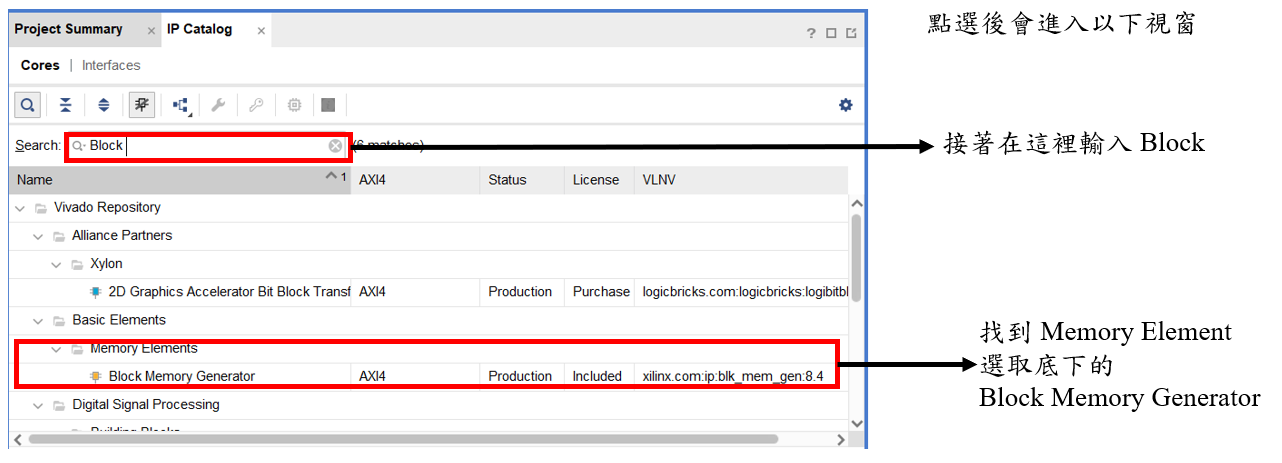 Project Summary × IP Catalog ×
點選後會進入以下視窗
? 
Cores | Interfaces
Search: Block (6 matches)
接著在這裡輸入 Block
Name 1 AXI4 Status License VLNV
Vivado Repository
Alliance Partners
Xylon
2D Graphics Accelerator Bit Block Transf AXI4 Production Purchase logicbricks.com:logicbricks:logibitbl
Basic Elements
Memory Elements
Block Memory Generator AXI4 Production Included xilinx.com:ip:blk_mem_gen:8.4
找到 Memory Element
選取底下的
Block Memory Generator
Digital Signal Processing
Building Blocks